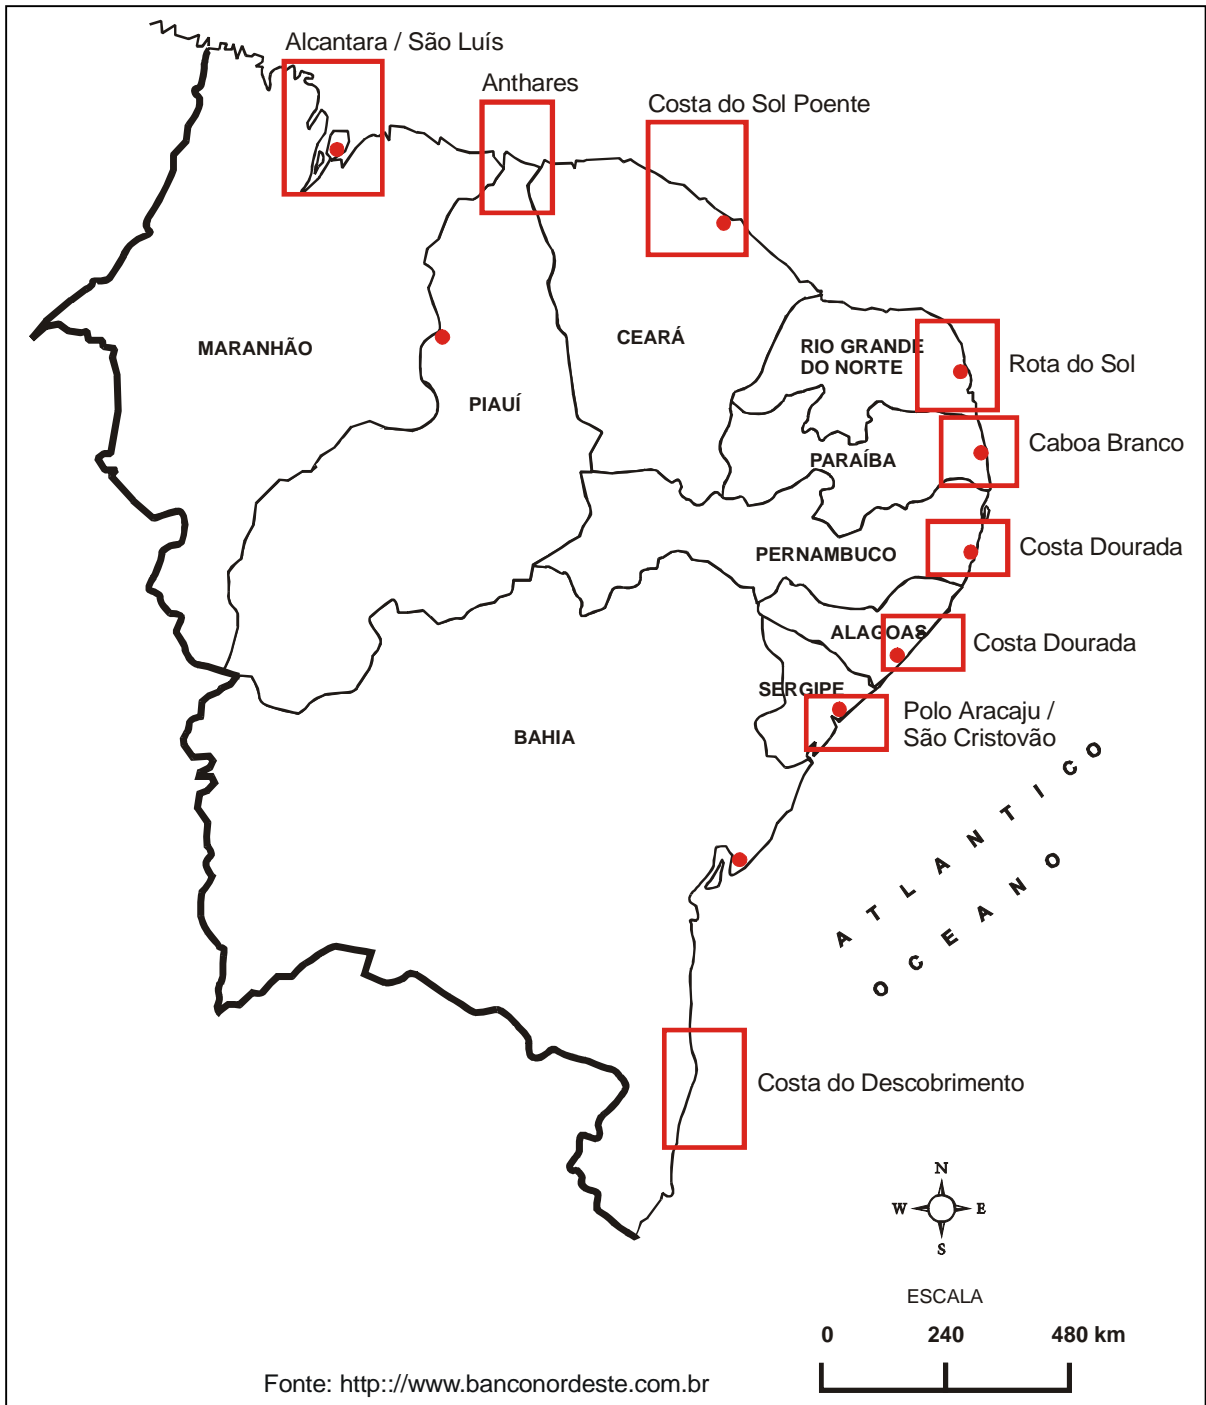 Alcantara / São Luís
Anthares
Costa do Sol Poente
MARANHÃO
PIAUÍ
CEARÁ
RIO GRANDE
DO NORTE
Rota do Sol
PARAÍBA
Caboa Branco
PERNAMBUCO
Costa Dourada
ALAGOAS
Costa Dourada
SERGIPE
Polo Aracaju /
São Cristovão
BAHIA
ATLANTICO
OCEANO
Costa do Descobrimento
N
W E
S
ESCALA
0 240 480 km
Fonte: http:://www.banconordeste.com.br